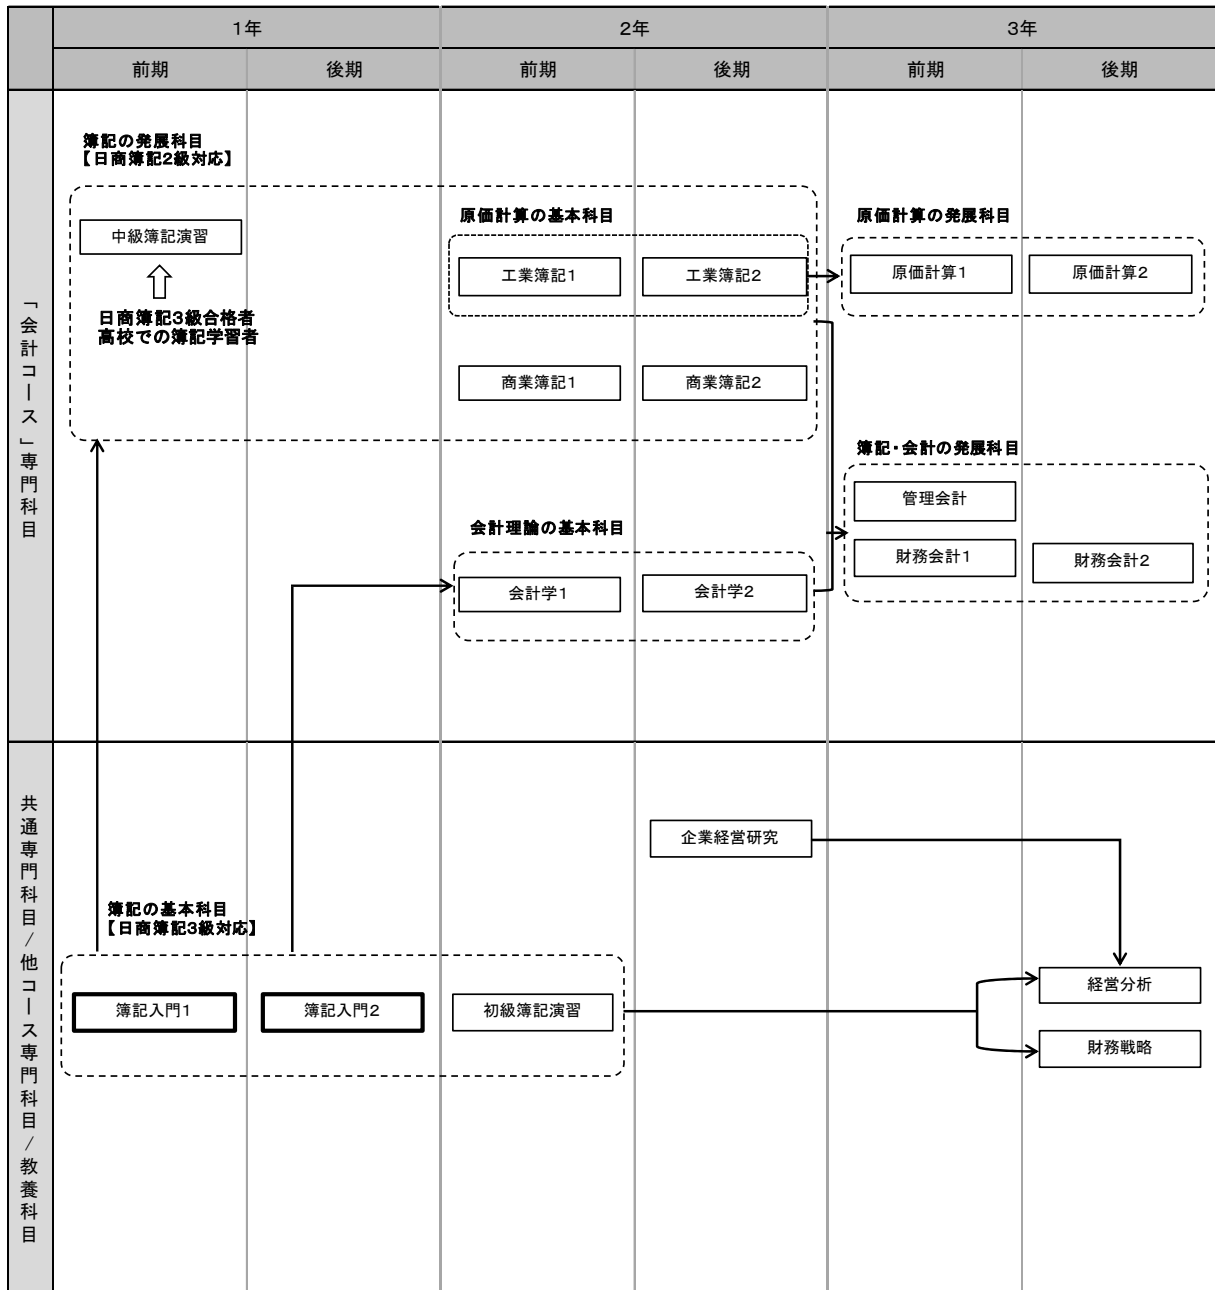 1年
2年
3年
前期
後期
前期
後期
前期
後期
「会計コース」専門科目
簿記の発展科目
【日商簿記2級対応】
中級簿記演習
日商簿記3級合格者
高校での簿記学習者
原価計算の基本科目
工業簿記1
工業簿記2
商業簿記1
商業簿記2
原価計算の発展科目
原価計算1
原価計算2
会計理論の基本科目
会計学1
会計学2
簿記・会計の発展科目
管理会計
財務会計1
財務会計2
共通専門科目/他コース専門科目/教養科目
企業経営研究
簿記の基本科目
【日商簿記3級対応】
簿記入門1
簿記入門2
初級簿記演習
経営分析
財務戦略